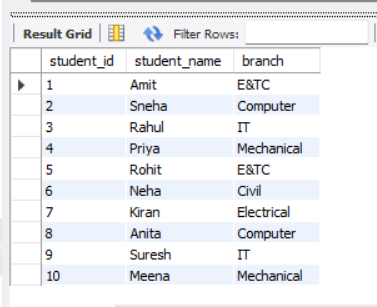 Result Grid Filter Rows:
student_id student_name branch
1 Amit E&TC
2 Sneha Computer
3 Rahul IT
4 Priya Mechanical
5 Rohit E&TC
6 Neha Civil
7 Kiran Electrical
8 Anita Computer
9 Suresh IT
10 Meena Mechanical